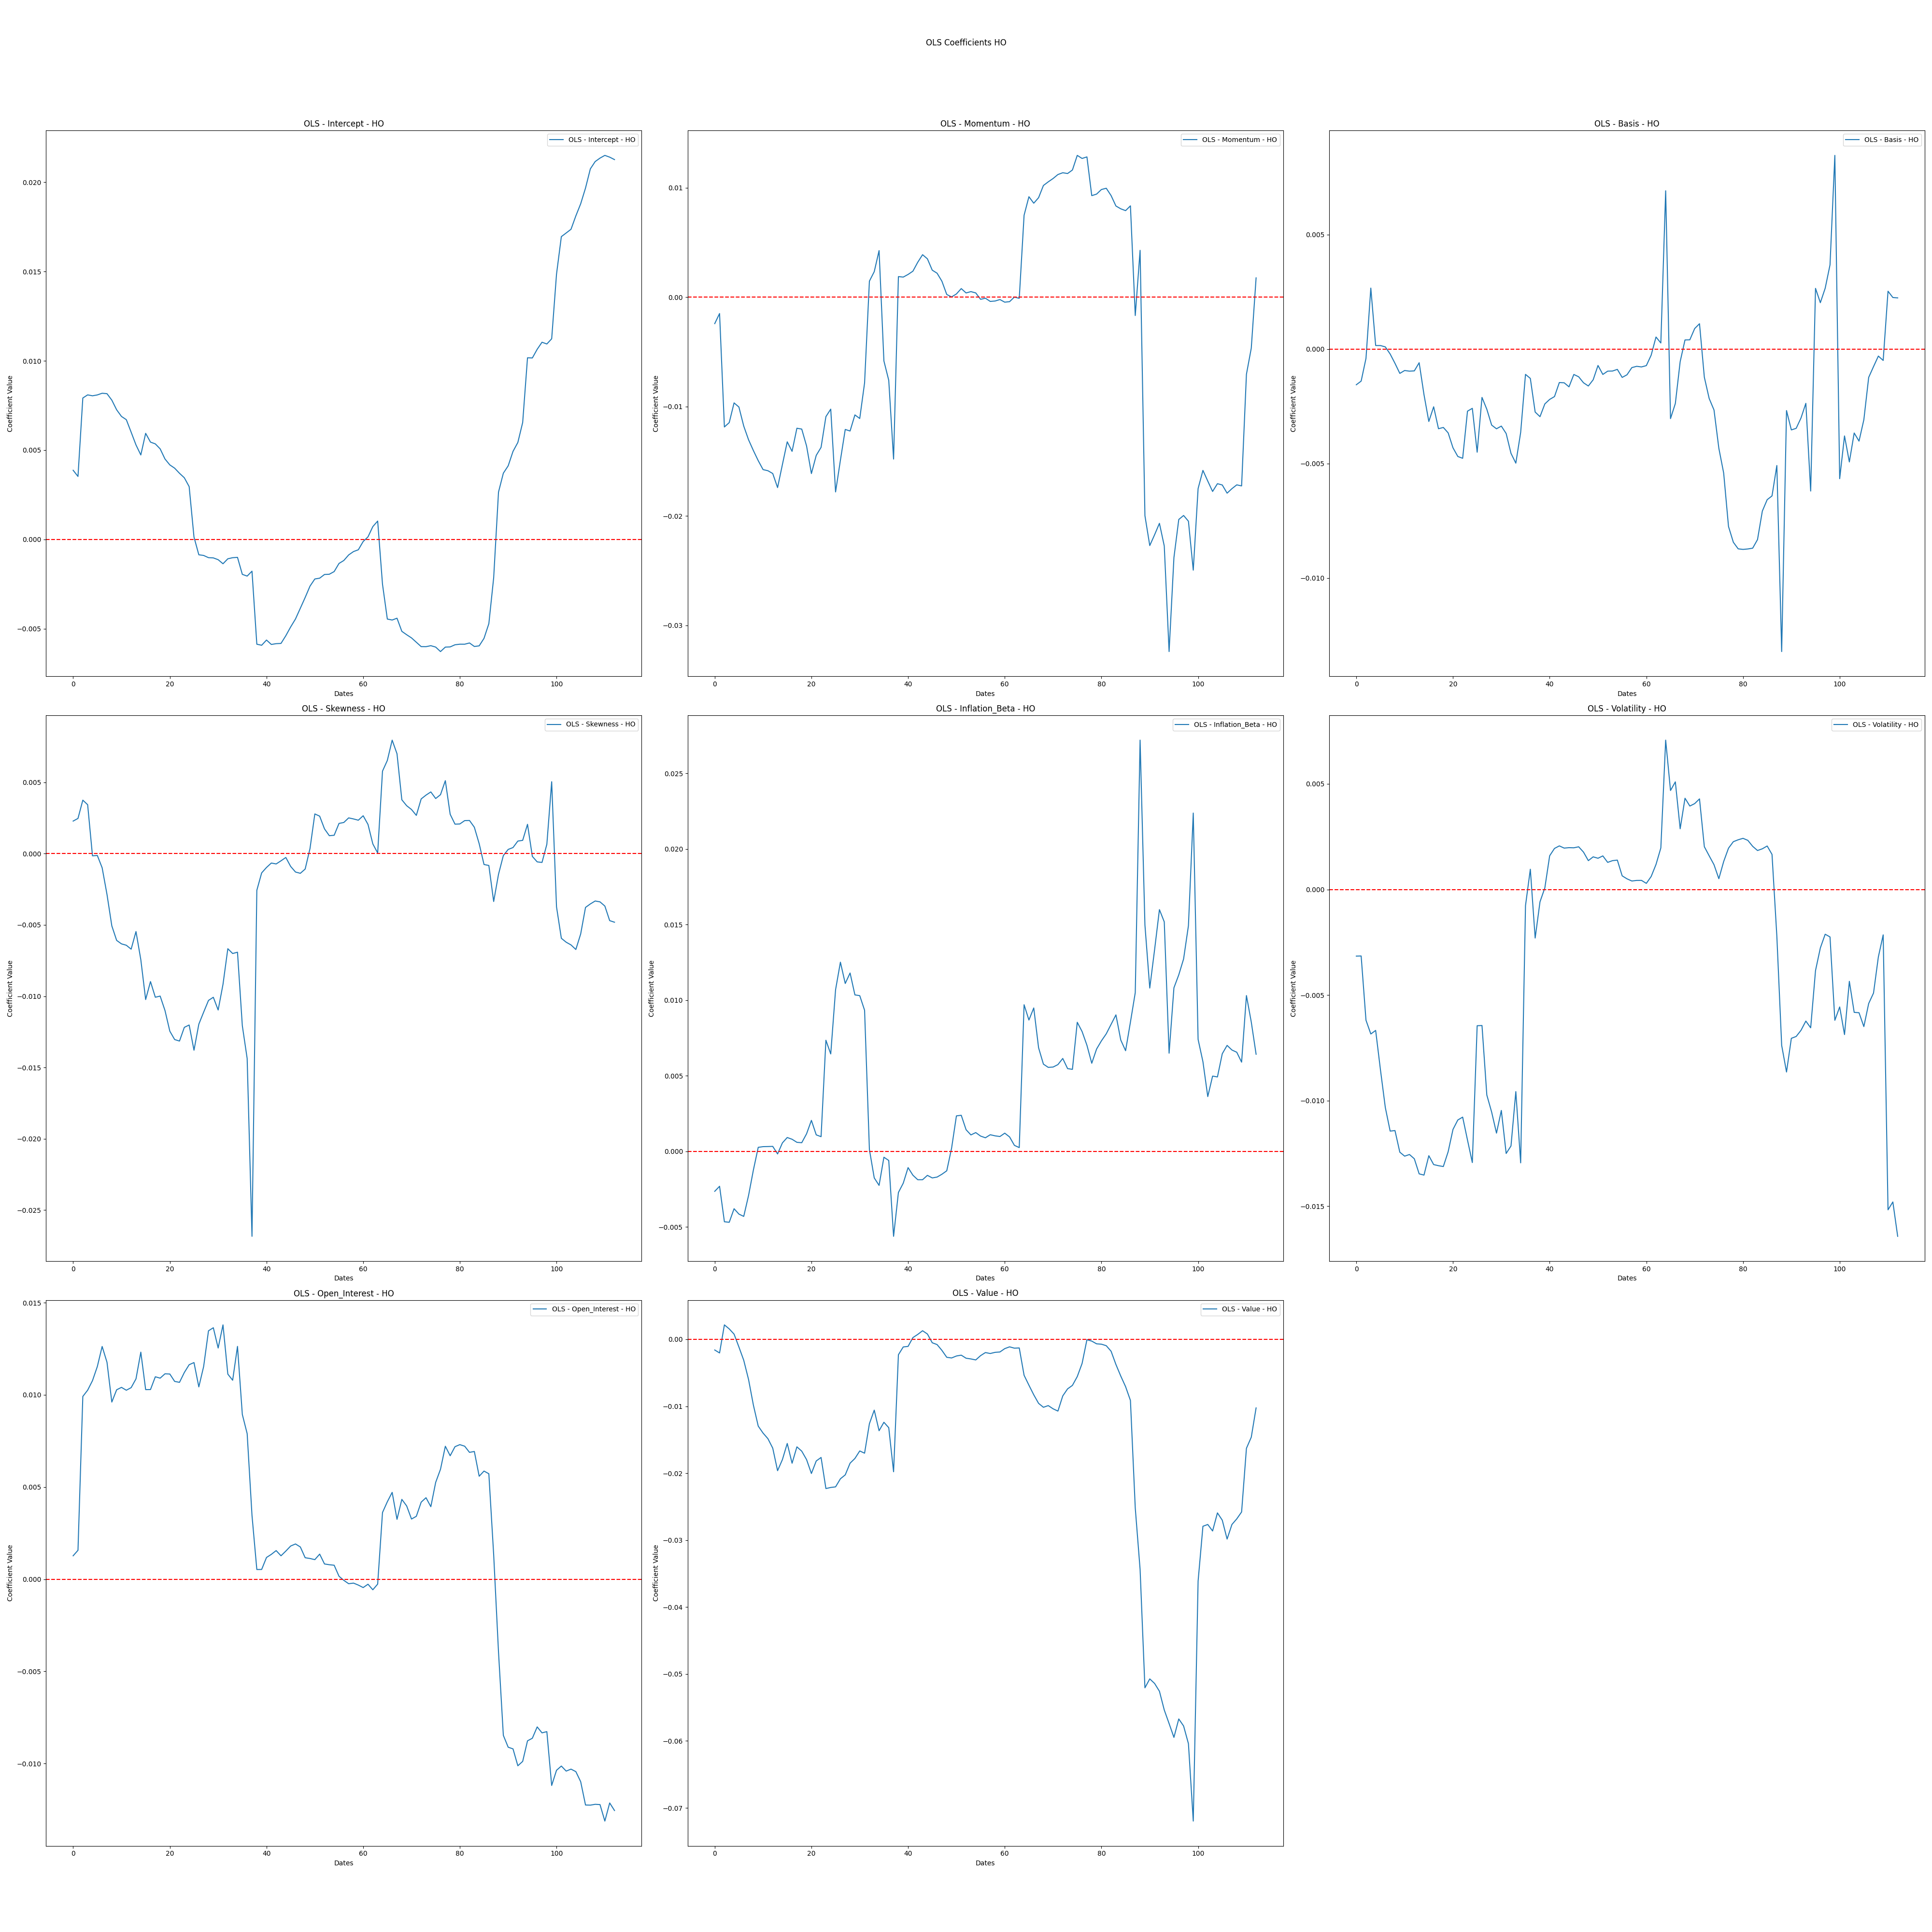 OLS Coefficients HO
OLS - Intercept - HO
OLS - Intercept - HO
0.020
0.015
0.010
0.005
0.000
−0.005
Coefficient Value
0 20 40 60 80 100
Dates
OLS - Momentum - HO
OLS - Momentum - HO
0.01
0.00
−0.01
−0.02
−0.03
Coefficient Value
0 20 40 60 80 100
Dates
OLS - Basis - HO
OLS - Basis - HO
0.005
0.000
−0.005
−0.010
Coefficient Value
0 20 40 60 80 100
Dates
OLS - Skewness - HO
OLS - Skewness - HO
0.005
0.000
−0.005
−0.010
−0.015
−0.020
−0.025
Coefficient Value
0 20 40 60 80 100
Dates
OLS - Inflation_Beta - HO
OLS - Inflation_Beta - HO
0.025
0.020
0.015
0.010
0.005
0.000
−0.005
Coefficient Value
0 20 40 60 80 100
Dates
OLS - Volatility - HO
OLS - Volatility - HO
0.005
0.000
−0.005
−0.010
−0.015
Coefficient Value
0 20 40 60 80 100
Dates
OLS - Open_Interest - HO
OLS - Open_Interest - HO
0.015
0.010
0.005
0.000
−0.005
−0.010
Coefficient Value
0 20 40 60 80 100
Dates
OLS - Value - HO
OLS - Value - HO
0.00
−0.01
−0.02
−0.03
−0.04
−0.05
−0.06
−0.07
Coefficient Value
0 20 40 60 80 100
Dates